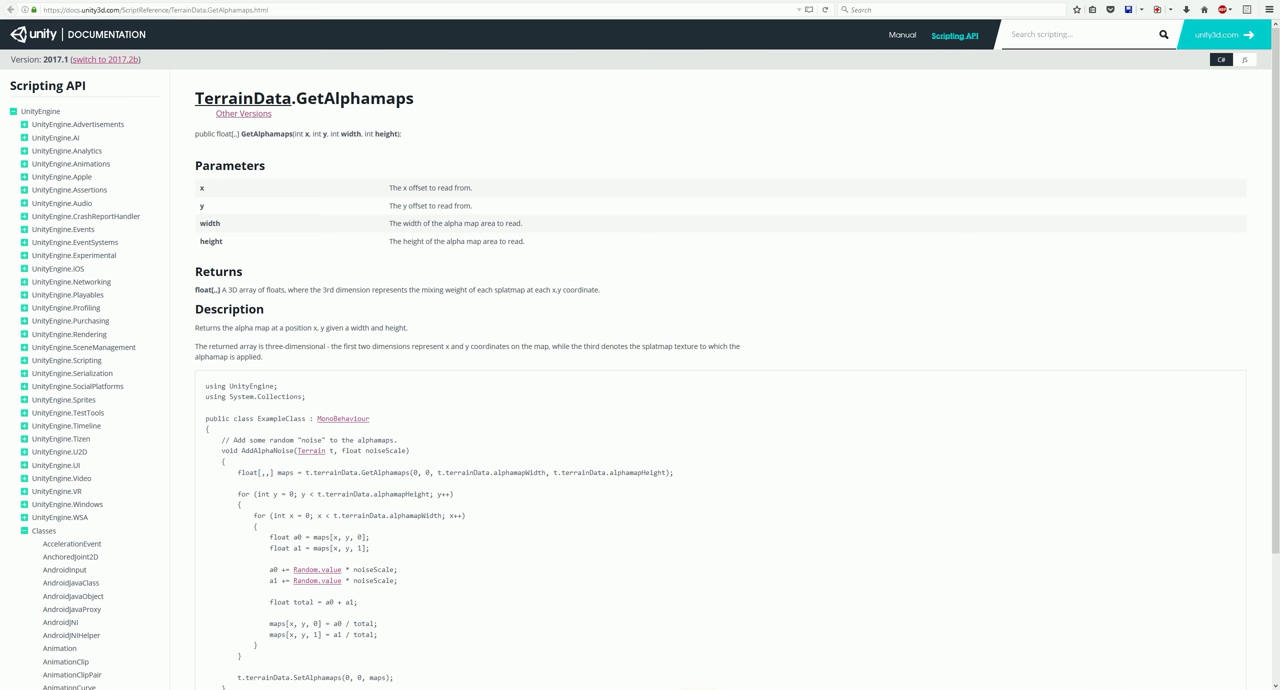 https://docs.unity3d.com/ScriptReference/TerrainData.GetAlphamaps.html
Search
unity | DOCUMENTATION
Manual
Scripting API
Search scripting...
unity3d.com
Version: 2017.1 (switch to 2017.2b)
C#
JS
Scripting API
UnityEngine
UnityEngine.Advertisements
UnityEngine.AI
UnityEngine.Analytics
UnityEngine.Animations
UnityEngine.Apple
UnityEngine.Assertions
UnityEngine.Audio
UnityEngine.CrashReportHandler
UnityEngine.Events
UnityEngine.EventSystems
UnityEngine.Experimental
UnityEngine.iOS
UnityEngine.Networking
UnityEngine.Playables
UnityEngine.Profiling
UnityEngine.Purchasing
UnityEngine.Rendering
UnityEngine.SceneManagement
UnityEngine.Scripting
UnityEngine.Serialization
UnityEngine.SocialPlatforms
UnityEngine.Sprites
UnityEngine.TestTools
UnityEngine.Timeline
UnityEngine.Tizen
UnityEngine.U2D
UnityEngine.UI
UnityEngine.Video
UnityEngine.VR
UnityEngine.Windows
UnityEngine.WSA
Classes
AccelerationEvent
AnchoredJoint2D
AndroidInput
AndroidJavaClass
AndroidJavaObject
AndroidJavaProxy
AndroidJNI
AndroidJNIHelper
Animation
AnimationClip
AnimationClipPair
AnimationCurve
TerrainData.GetAlphamaps
Other Versions
public float[,,] GetAlphamaps(int x, int y, int width, int height);
Parameters
x The x offset to read from.
y The y offset to read from.
width The width of the alpha map area to read.
height The height of the alpha map area to read.
Returns
float[,,] A 3D array of floats, where the 3rd dimension represents the mixing weight of each splatmap at each x,y coordinate.
Description
Returns the alpha map at a position x, y given a width and height.
The returned array is three-dimensional - the first two dimensions represent x and y coordinates on the map, while the third denotes the splatmap texture to which the
alphamap is applied.
using UnityEngine;
using System.Collections;
public class ExampleClass : MonoBehaviour
{
// Add some random "noise" to the alphamaps.
void AddAlphaNoise(Terrain t, float noiseScale)
{
float[,,] maps = t.terrainData.GetAlphamaps(0, 0, t.terrainData.alphamapWidth, t.terrainData.alphamapHeight);
for (int y = 0; y < t.terrainData.alphamapHeight; y++)
{
for (int x = 0; x < t.terrainData.alphamapWidth; x++)
{
float a0 = maps[x, y, 0];
float a1 = maps[x, y, 1];
a0 += Random.value * noiseScale;
a1 += Random.value * noiseScale;
float total = a0 + a1;
maps[x, y, 0] = a0 / total;
maps[x, y, 1] = a1 / total;
}
}
t.terrainData.SetAlphamaps(0, 0, maps);
}